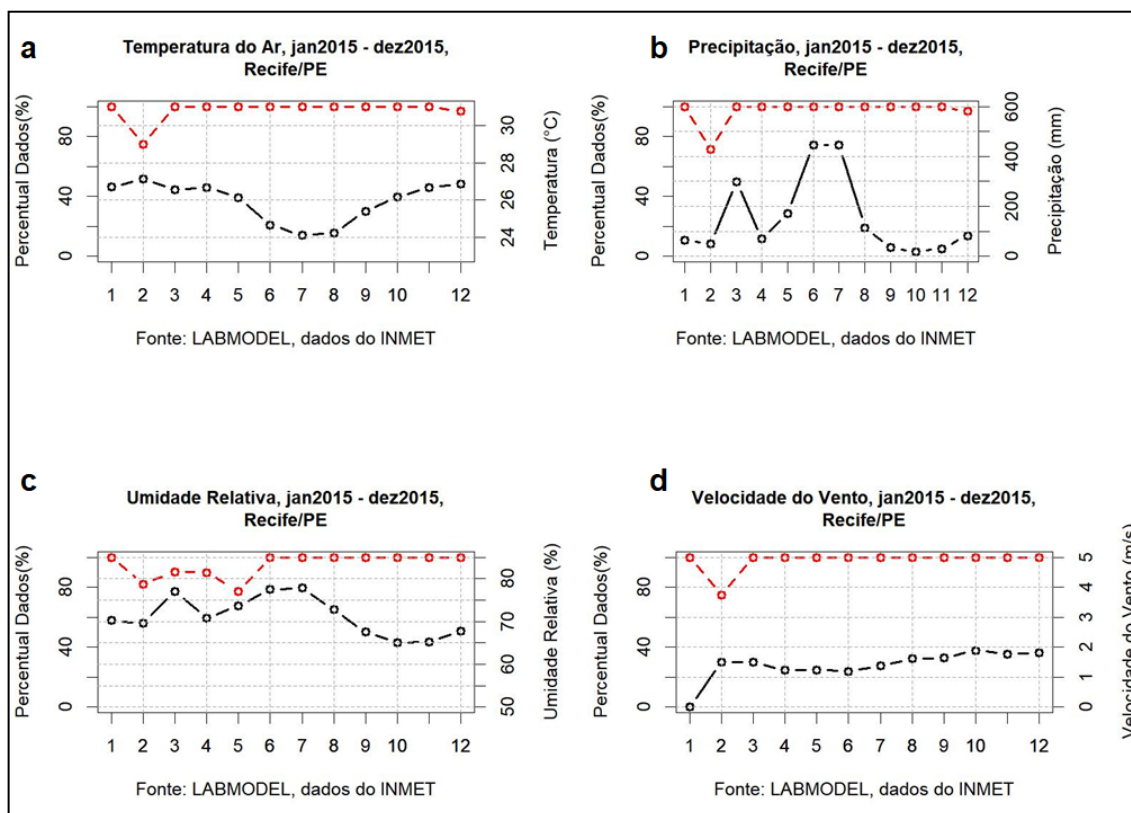 a
Temperatura do Ar, jan2015 - dez2015,
Recife/PE
Percentual Dados(%)
80
40
0
30
28
26
24
Temperatura (°C)
1 2 3 4 5 6 7 8 9 10 12
Fonte: LABMODEL, dados do INMET
b
Precipitação, jan2015 - dez2015,
Recife/PE
Percentual Dados(%)
80
40
0
600
400
200
0
Precipitação (mm)
1 2 3 4 5 6 7 8 9 10 11 12
Fonte: LABMODEL, dados do INMET
c
Umidade Relativa, jan2015 - dez2015,
Recife/PE
Percentual Dados(%)
80
40
0
80
70
60
50
Umidade Relativa (%)
1 2 3 4 5 6 7 8 9 10 12
Fonte: LABMODEL, dados do INMET
d
Velocidade do Vento, jan2015 - dez2015,
Recife/PE
Percentual Dados(%)
80
40
0
5
4
3
2
1
0
Velocidade do Vento (m/s)
1 2 3 4 5 6 7 8 9 10 12
Fonte: LABMODEL, dados do INMET